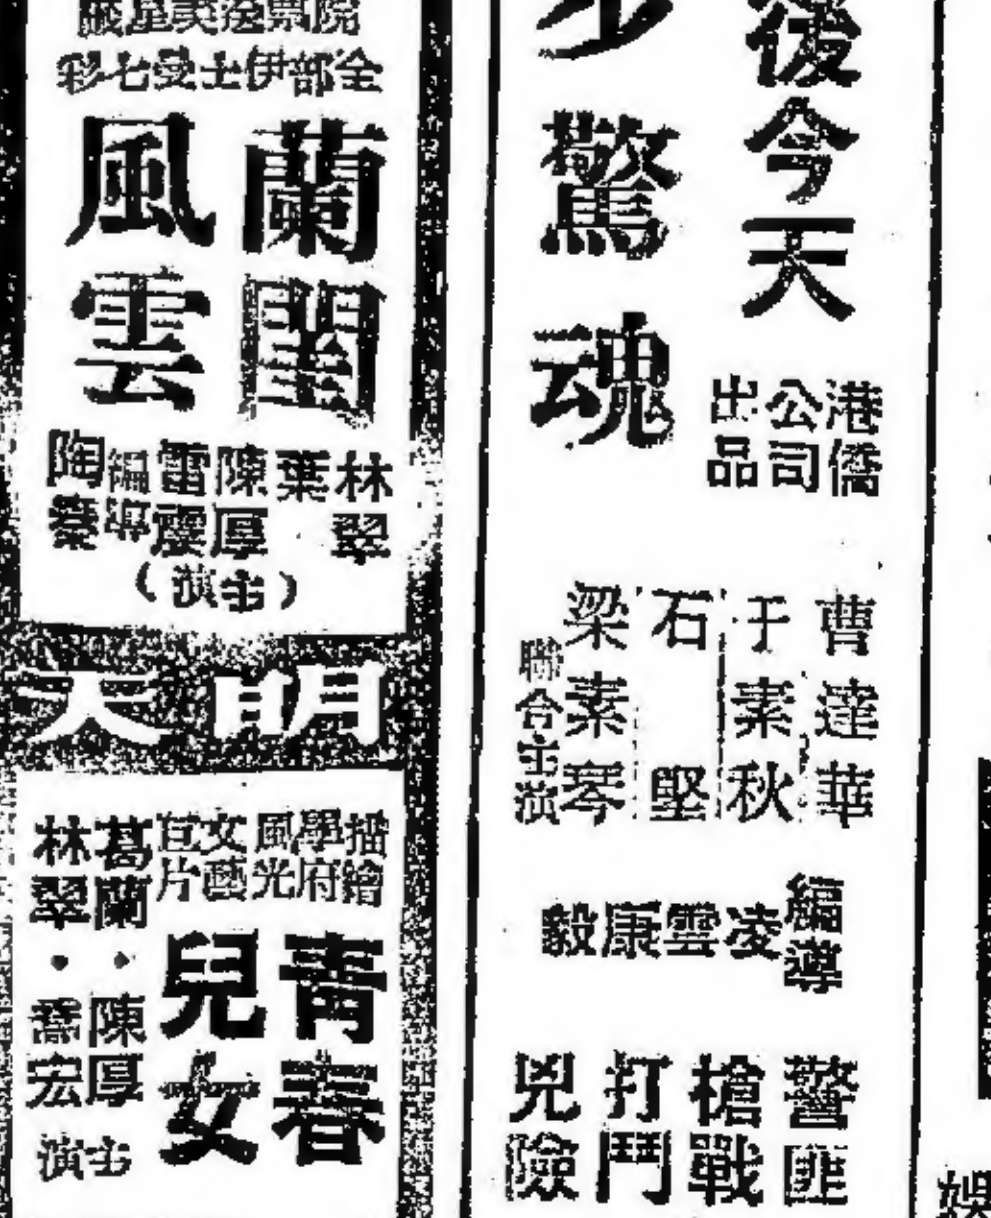 後今天
驚魂
港僑
公司
出品
曹達華
于素秋
石堅
梁素琴
聯合主演
編導
凌雲康毅
警匪
槍戰
打鬥
兇險
全部伊士曼七彩
蘭閨
風雲
林翠
葉
陳厚
雷震
編導
陶秦
(主演)
明天
描繪
學府
風光
文藝
巨片
青春
兒女
葛蘭・陳厚
林翠・喬宏
主演